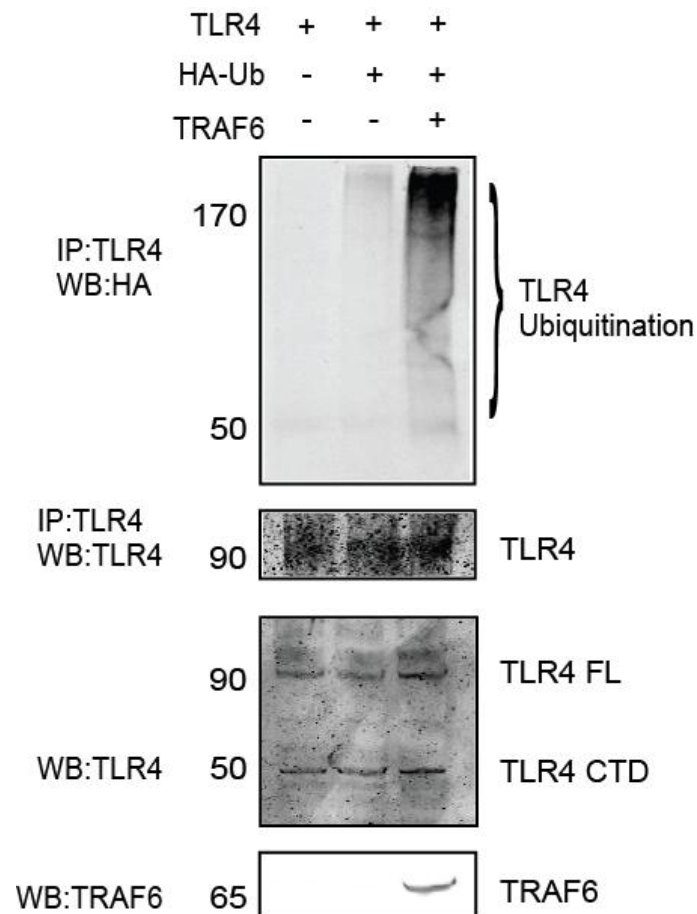 TLR4 + + +
HA-Ub - + +
TRAF6 - - +
170
IP:TLR4
WB:HA
TLR4
Ubiquitination
50
IP:TLR4
WB:TLR4 90 TLR4
90 TLR4 FL
WB:TLR4 50 TLR4 CTD
WB:TRAF6 65 TRAF6